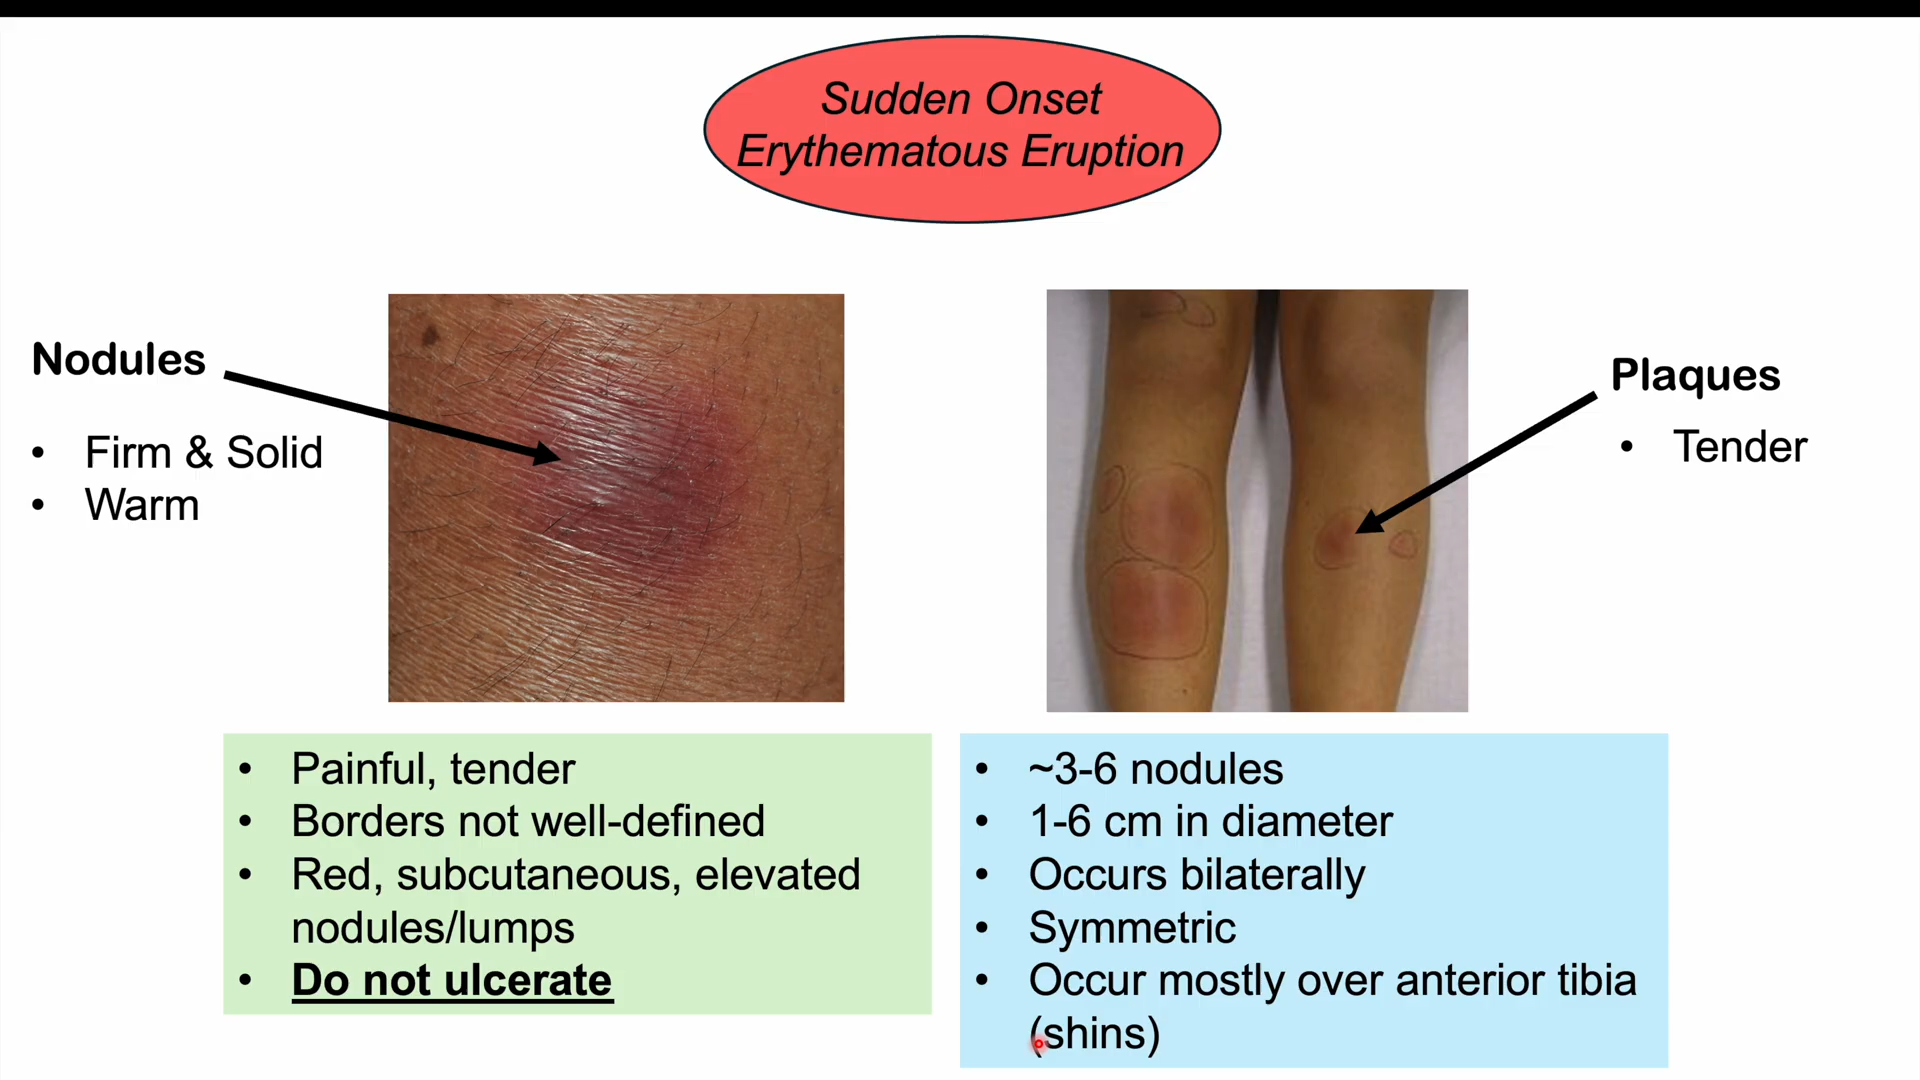 Sudden Onset
Erythematous Eruption
Nodules
• Firm & Solid
• Warm
Plaques
• Tender
• Painful, tender
• Borders not well-defined
• Red, subcutaneous, elevated
nodules/lumps
• Do not ulcerate
• ~3-6 nodules
• 1-6 cm in diameter
• Occurs bilaterally
• Symmetric
• Occur mostly over anterior tibia
(shins)